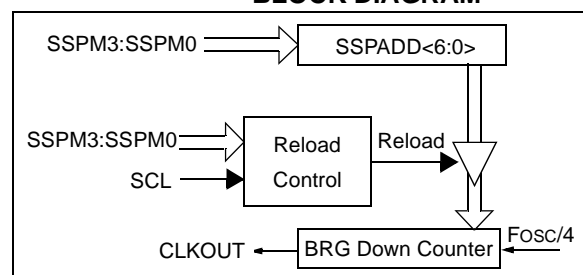 BLOCK DIAGRAM
SSPM3:SSPM0
SSPADD<6:0>
SSPM3:SSPM0
SCL
Reload
Control
Reload
CLKOUT
BRG Down Counter
FOSC/4